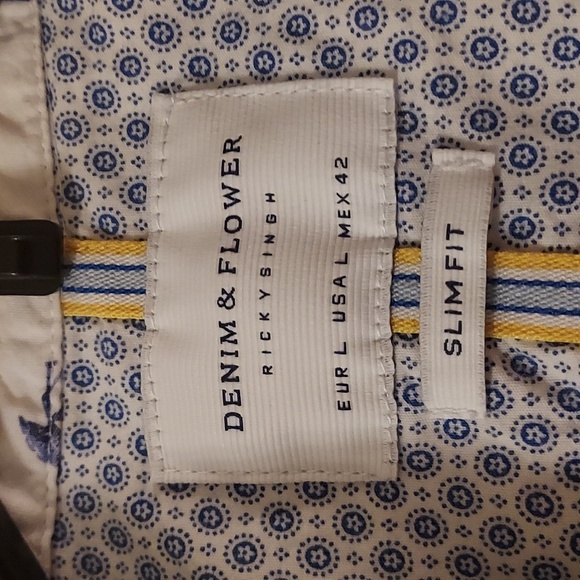 DENIM & FLOWER
RICKY SINGH
EUR L USA L MEX 42
SLIM FIT